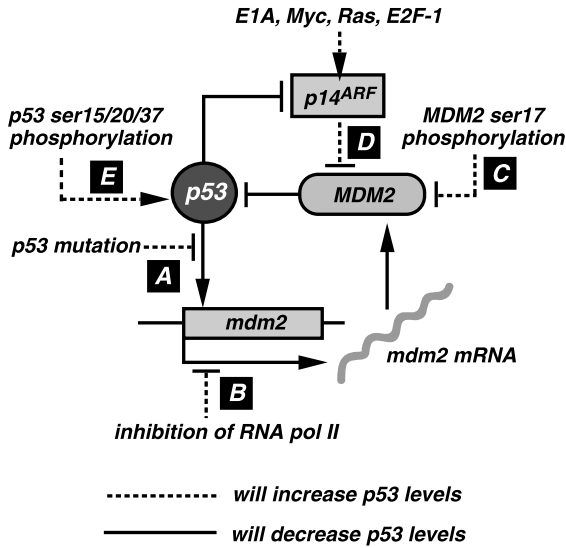 E1A, Myc, Ras, E2F-1
p14ARF
p53 ser15/20/37
phosphorylation
MDM2 ser17
phosphorylation
D
E
C
p53
MDM2
p53 mutation
A
mdm2
mdm2 mRNA
B
inhibition of RNA pol II
will increase p53 levels
will decrease p53 levels